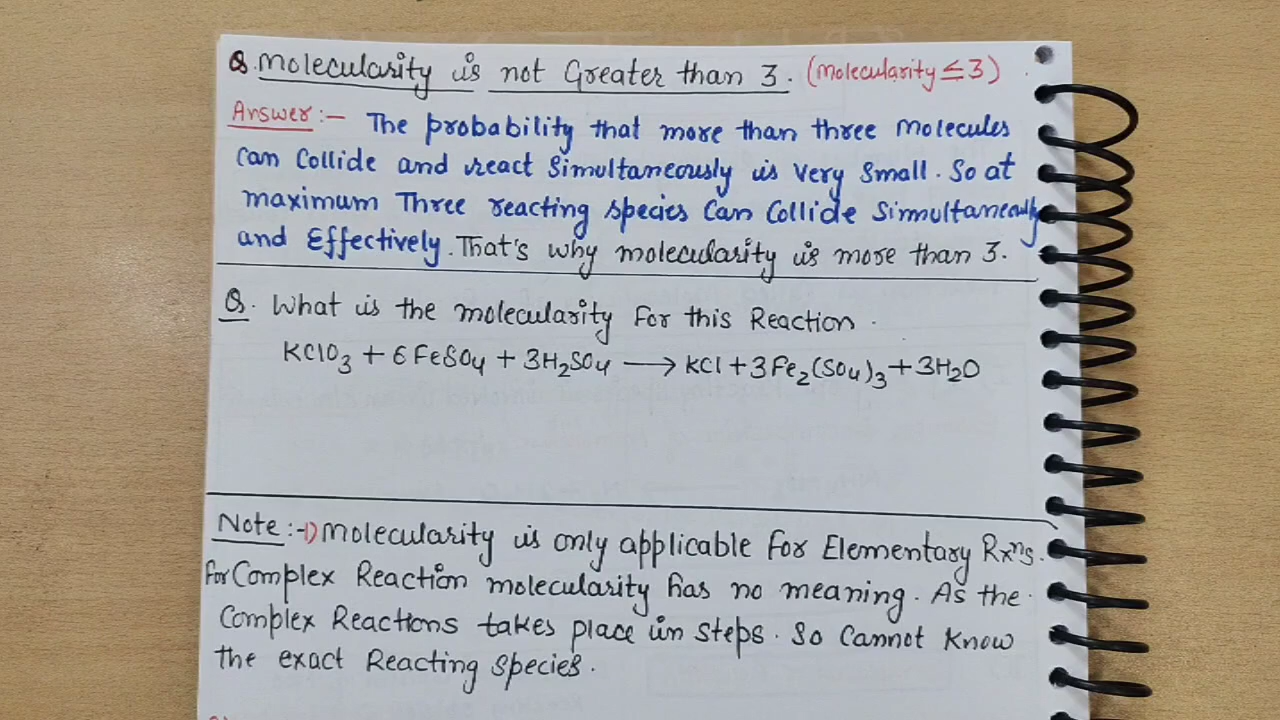 Q. Molecularity is not Greater than 3. (Molecularity ≤ 3)
Answer:- The probability that more than three Molecules
Can Collide and react Simultaneously is very small. So at
maximum Three reacting species Can Collide Simultaneously
and Effectively. That's why molecularity is more than 3.
Q. What is the molecularity for this Reaction.
KClO3 + 6FeSO4 + 3H2SO4 → KCl + 3Fe2(SO4)3 + 3H2O
Note:-1) Molecularity is only applicable for Elementary Rxns.
For Complex Reaction molecularity has no meaning. As the
Complex Reactions takes place in steps. So Cannot Know
the exact Reacting species.